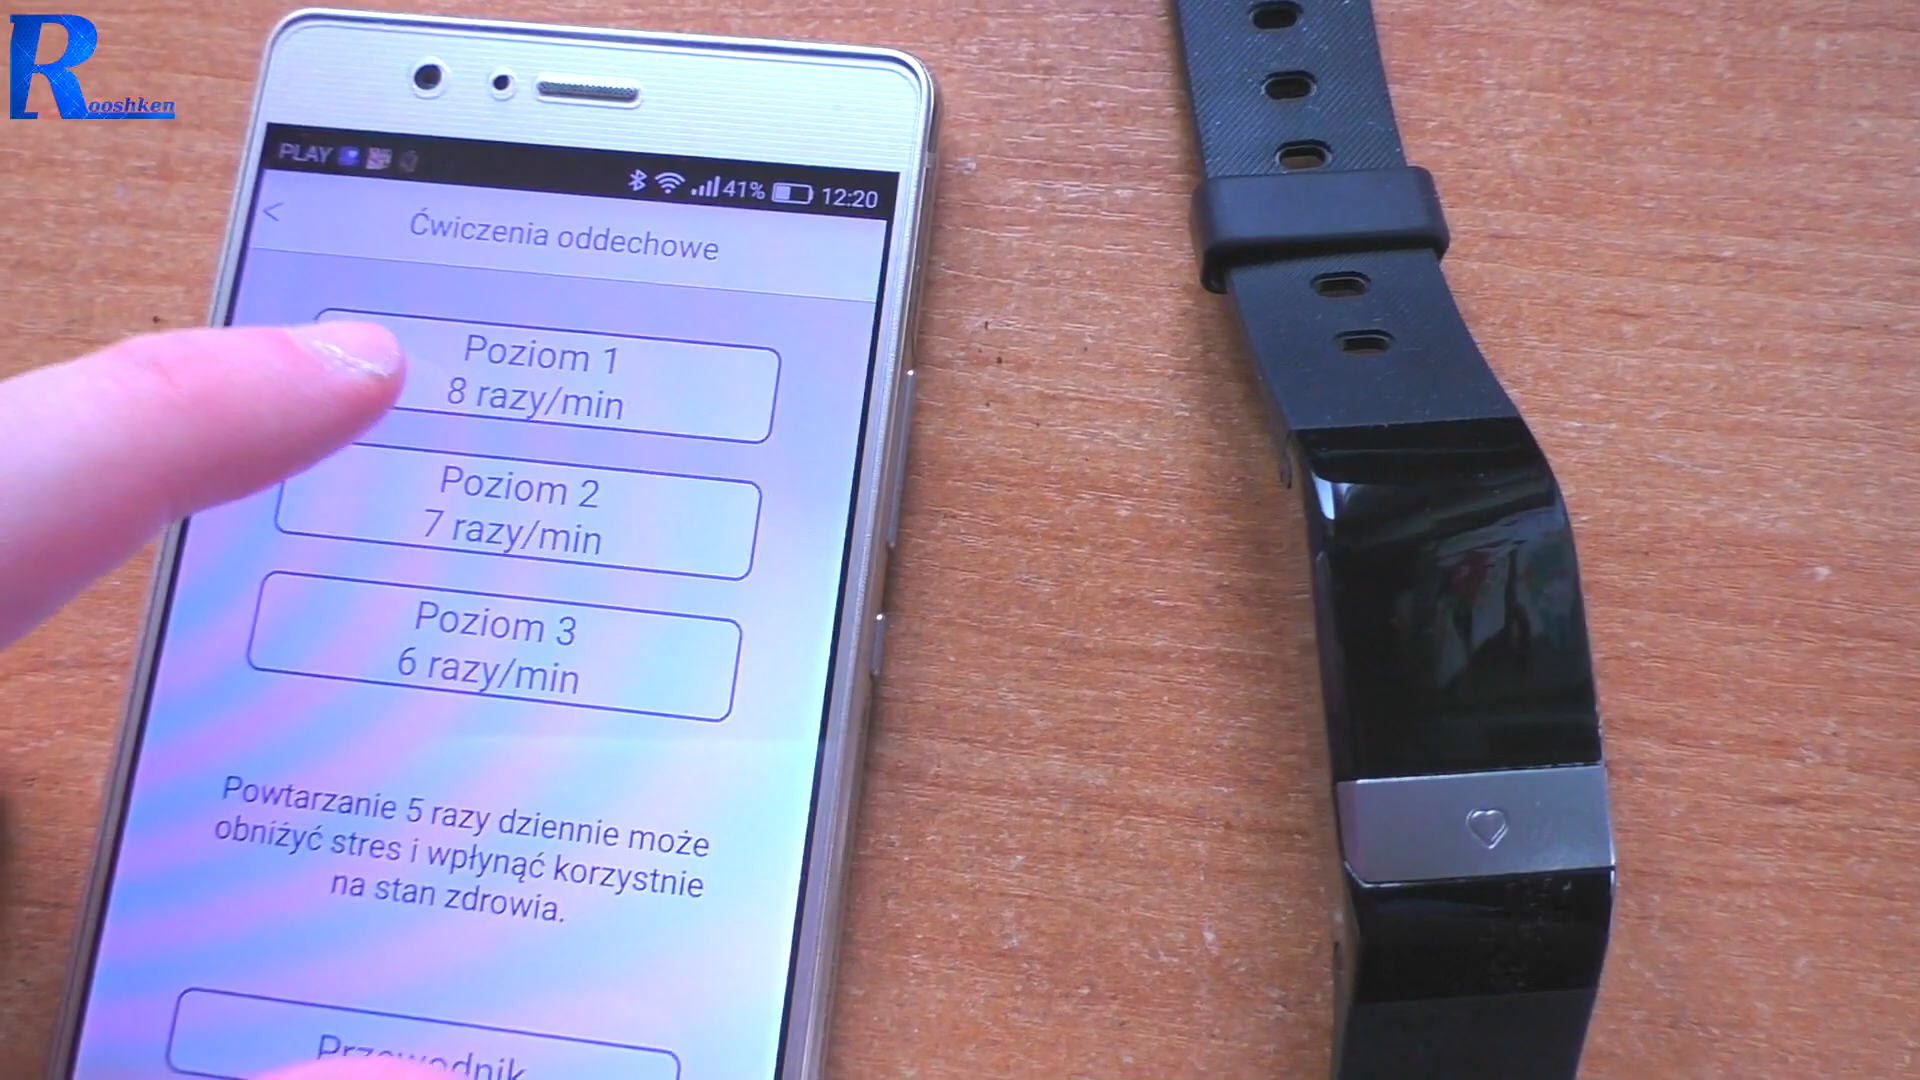 Rooshken
PLAY
41% 12:20
<
Ćwiczenia oddechowe
Poziom 1
8 razy/min
Poziom 2
7 razy/min
Poziom 3
6 razy/min
Powtarzanie 5 razy dziennie może
obniżyć stres i wpłynąć korzystnie
na stan zdrowia.
Przewodnik